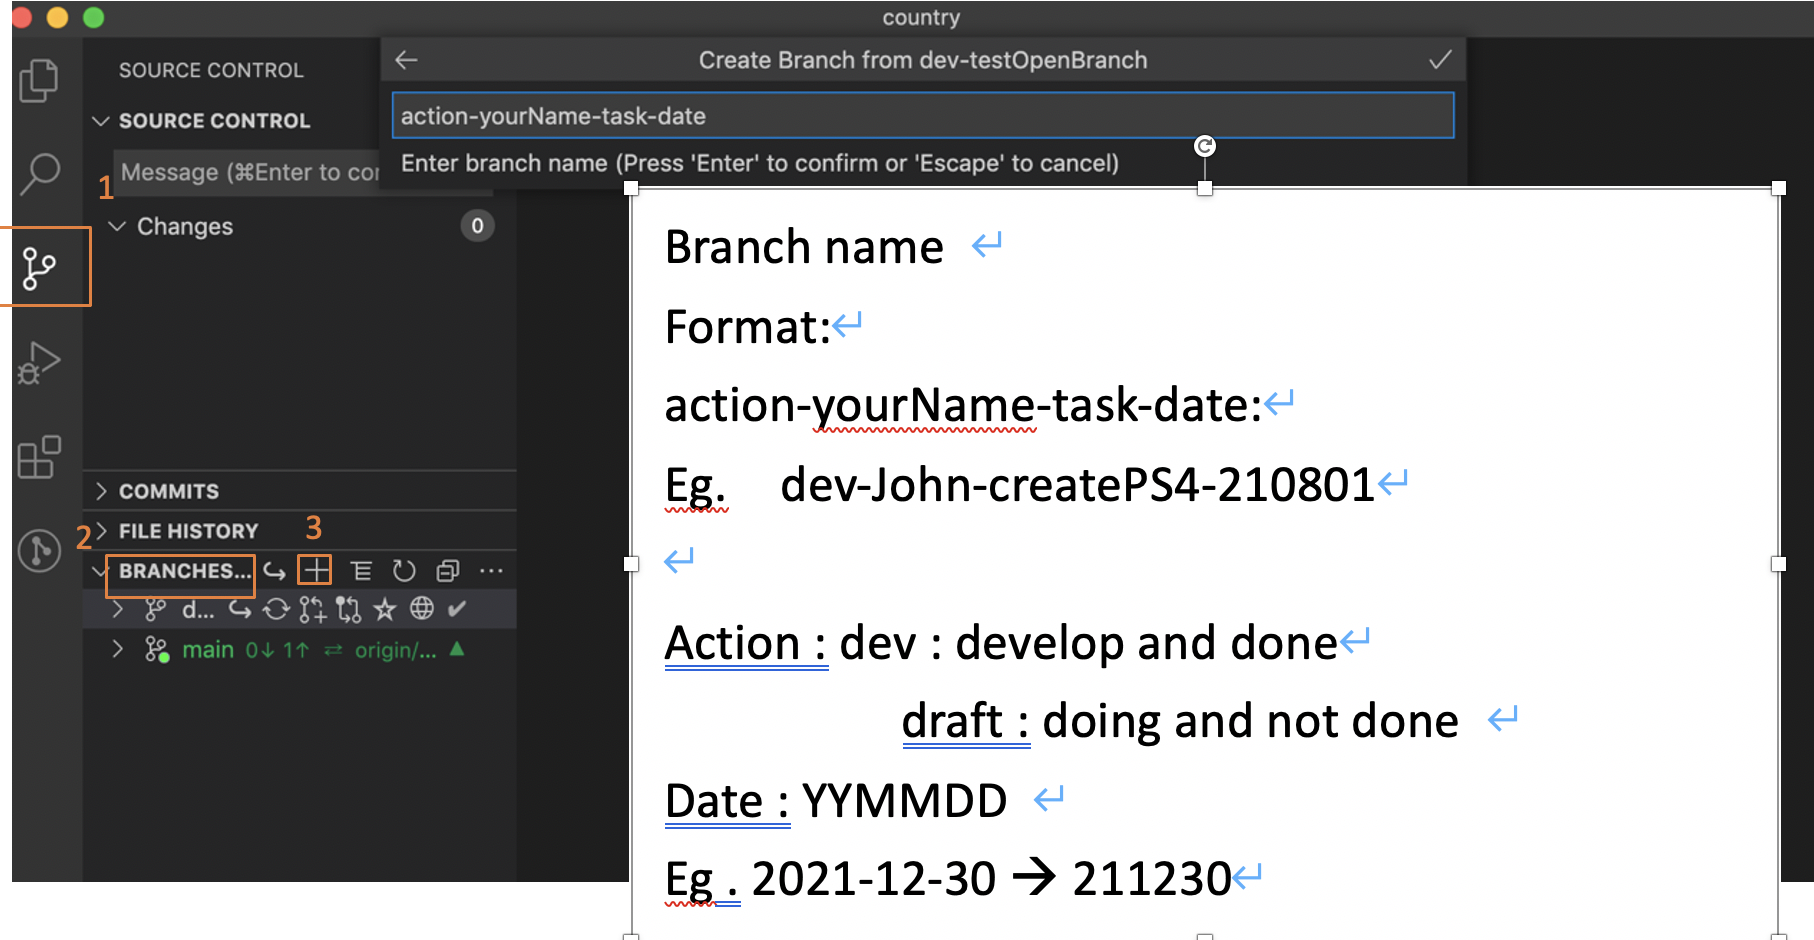 country
SOURCE CONTROL
Create Branch from dev-testOpenBranch
SOURCE CONTROL
action-yourName-task-date
Enter branch name (Press 'Enter' to confirm or 'Escape' to cancel)
1
Message (⌘Enter to cor
Changes 0
Branch name
Format:
action-yourName-task-date:
Eg. dev-John-createPS4-210801
COMMITS
2 FILE HISTORY 3
BRANCHES...
d...
main 0↓ 1↑ ⇄ origin/...
Action : dev : develop and done
draft : doing and not done
Date : YYMMDD
Eg . 2021-12-30 → 211230